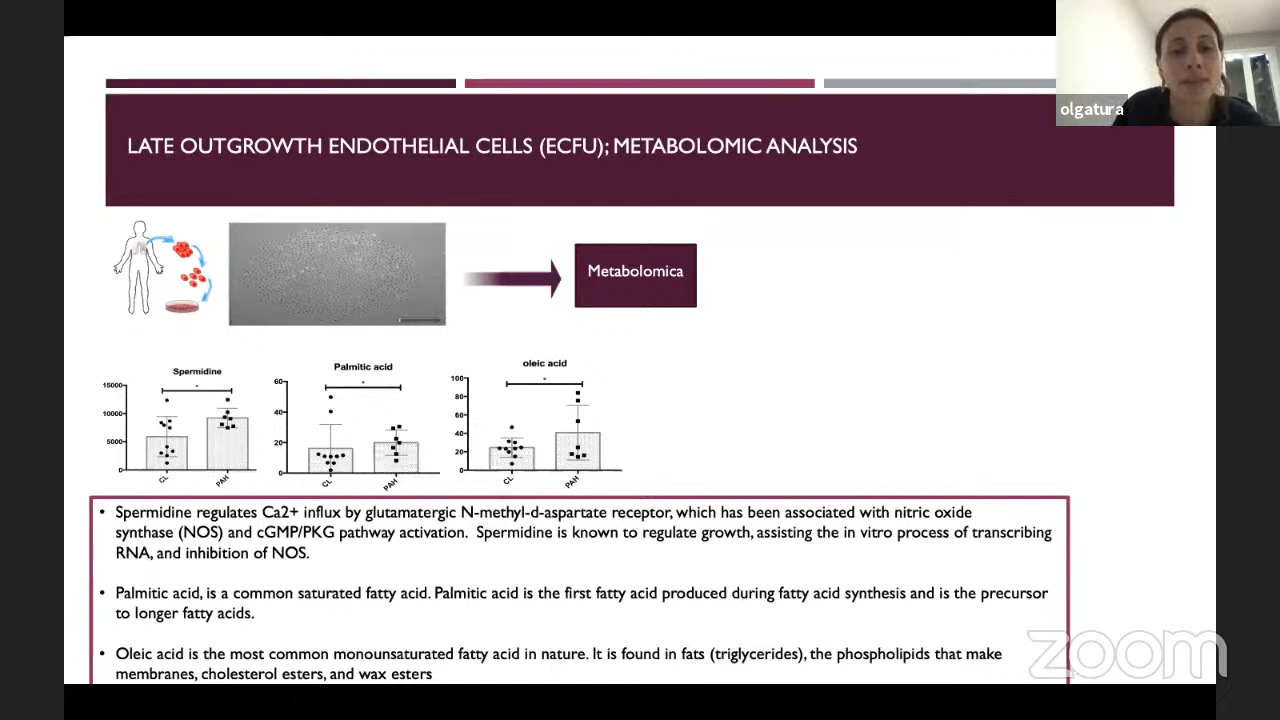 olgatura
LATE OUTGROWTH ENDOTHELIAL CELLS (ECFU); METABOLOMIC ANALYSIS
Metabolomica
Spermidine
15000
10000
5000
0
*
CL
PAH
Palmitic acid
60
40
20
0
*
CL
PAH
oleic acid
100
80
60
40
20
0
*
CL
PAH
• Spermidine regulates Ca2+ influx by glutamatergic N-methyl-d-aspartate receptor, which has been associated with nitric oxide
synthase (NOS) and cGMP/PKG pathway activation. Spermidine is known to regulate growth, assisting the in vitro process of transcribing
RNA, and inhibition of NOS.
• Palmitic acid, is a common saturated fatty acid. Palmitic acid is the first fatty acid produced during fatty acid synthesis and is the precursor
to longer fatty acids.
• Oleic acid is the most common monounsaturated fatty acid in nature. It is found in fats (triglycerides), the phospholipids that make
membranes, cholesterol esters, and wax esters
zoom